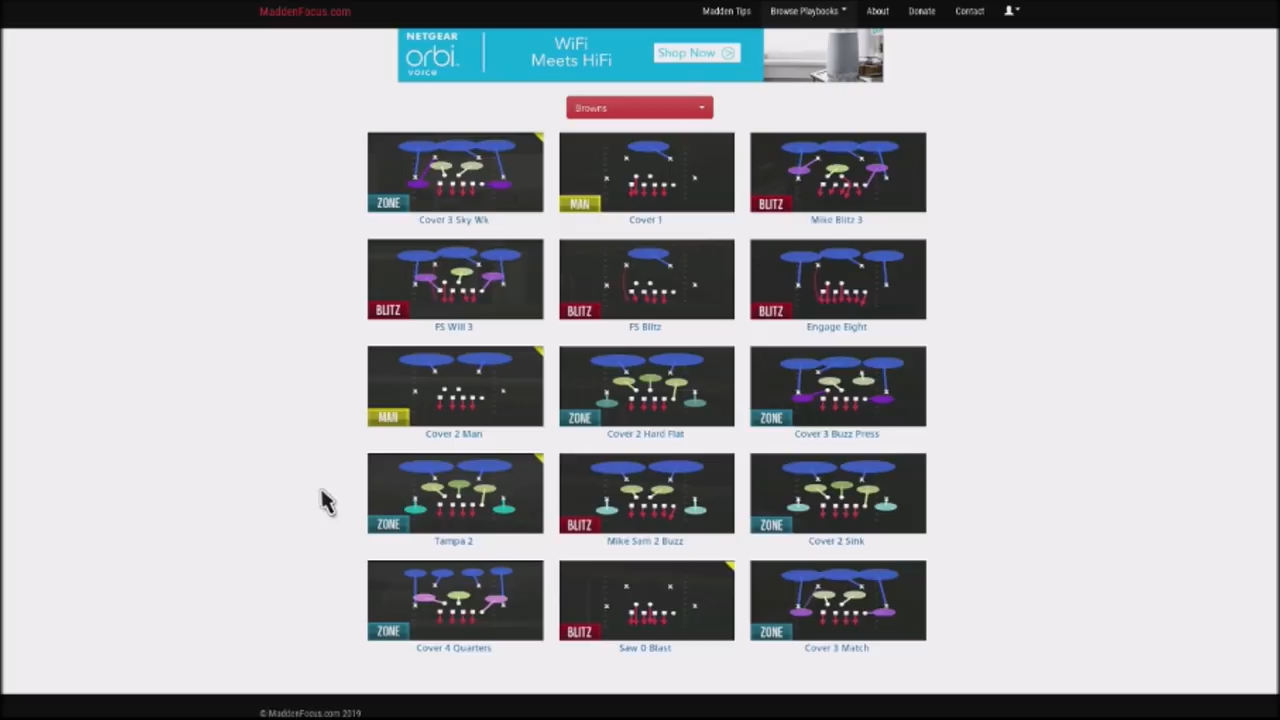 MaddenFocus.com
Madden Tips Browse Playbooks About Donate Contact
NETGEAR
orbi
VOICE
WiFi
Meets HiFi
Shop Now
Browns
ZONE MAN BLITZ
Cover 3 Sky Wk Cover 1 Mike Blitz 3
BLITZ BLITZ BLITZ
FS Will 3 FS Blitz Engage Eight
MAN ZONE ZONE
Cover 2 Man Cover 2 Hard Flat Cover 3 Buzz Press
ZONE BLITZ ZONE
Tampa 2 Mike Sam 2 Buzz Cover 2 Sink
ZONE BLITZ ZONE
Cover 4 Quarters Saw 0 Blast Cover 3 Match
© MaddenFocus.com 2019